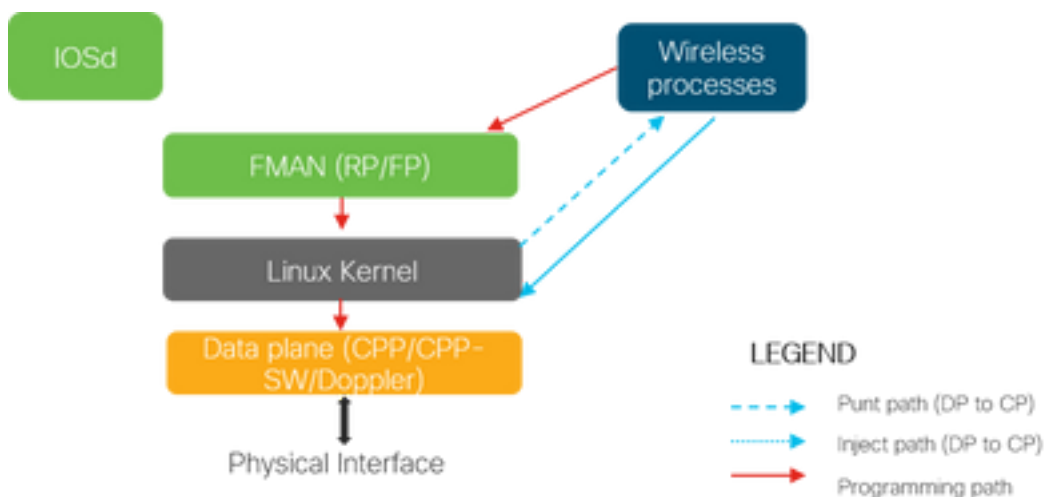 IOSd
Wireless
processes
FMAN (RP/FP)
Linux Kernel
Data plane (CPP/CPP-
SW/Doppler)
Physical Interface
LEGEND
Punt path (DP to CP)
Inject path (DP to CP)
Programming path